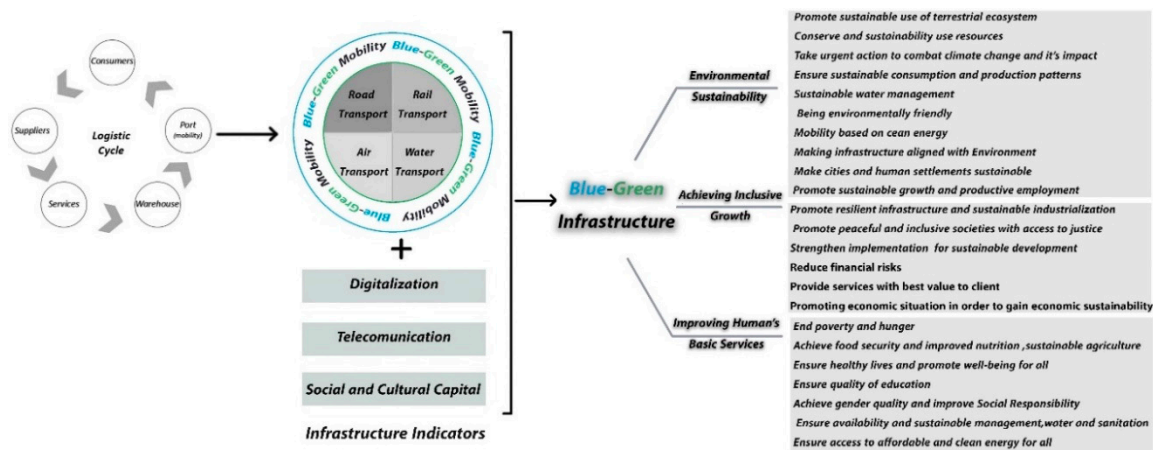 Consumers
Suppliers
Logistic
Cycle
Port
(mobility)
Services
Warehouse
Blue-Green Mobility
Blue-Green Mobility
Blue-Green Mobility
Blue-Green Mobility
Road
Transport
Rail
Transport
Air
Transport
Water
Transport
+
Digitalization
Telecomunication
Social and Cultural Capital
Infrastructure Indicators
Blue-Green
Infrastructure
Environmental
Sustainability
Promote sustainable use of terrestrial ecosystem
Conserve and sustainability use resources
Take urgent action to combat climate change and it's impact
Ensure sustainable consumption and production patterns
Sustainable water management
Being environmentally friendly
Mobility based on cean energy
Making infrastructure aligned with Environment
Make cities and human settlements sustainable
Promote sustainable growth and productive employment
Achieving Inclusive
Growth
Promote resilient infrastructure and sustainable industrialization
Promote peaceful and inclusive societies with access to justice
Strengthen implementation for sustainable development
Reduce financial risks
Provide services with best value to client
Promoting economic situation in order to gain economic sustainability
Improving Human's
Basic Services
End poverty and hunger
Achieve food security and improved nutrition ,sustainable agriculture
Ensure healthy lives and promote well-being for all
Ensure quality of education
Achieve gender quality and improve Social Responsibility
Ensure availability and sustainable management,water and sanitation
Ensure access to affordable and clean energy for all